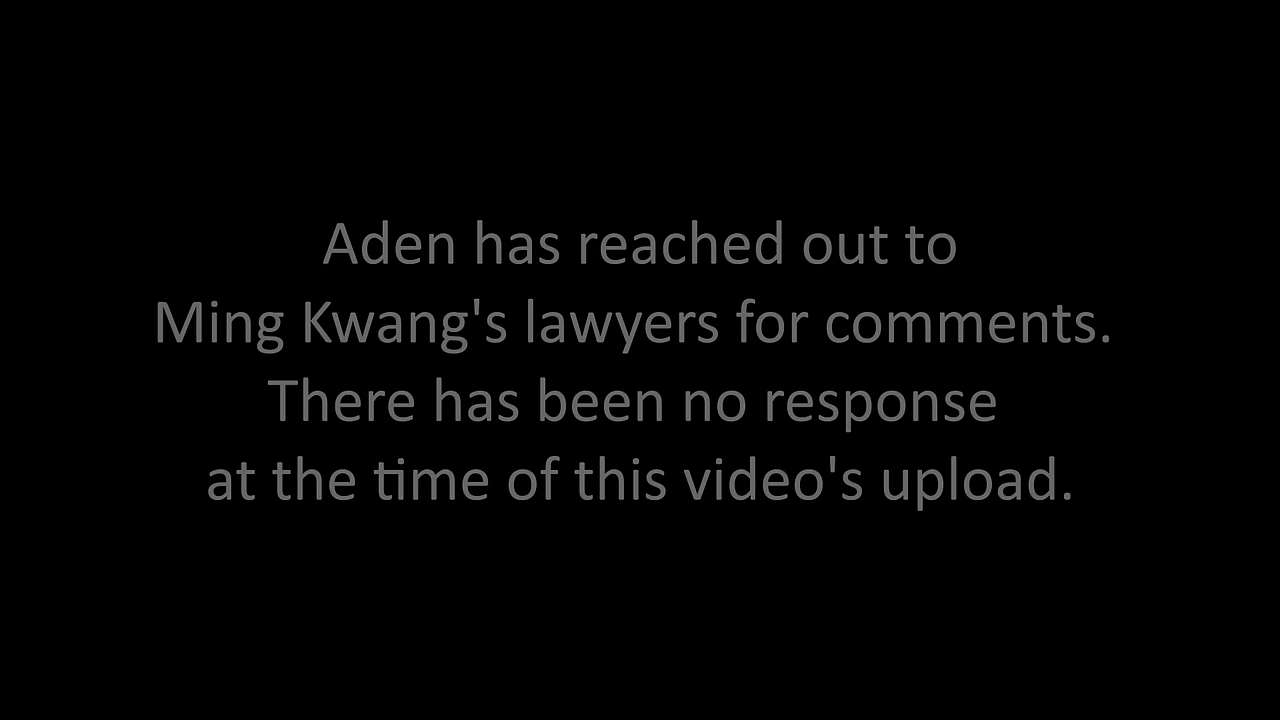 Aden has reached out to
Ming Kwang's lawyers for comments.
There has been no response
at the time of this video's upload.